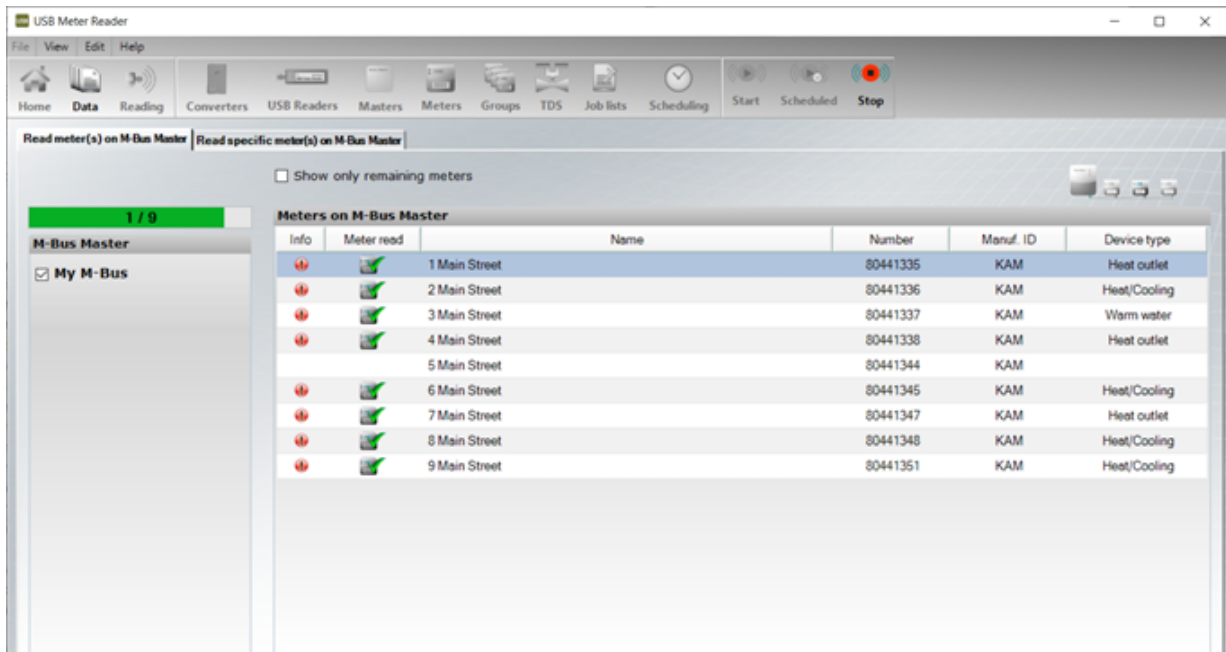 USB Meter Reader
File View Edit Help
Home Data Reading Converters USB Readers Masters Meters Groups TDS Job lists Scheduling Start Scheduled Stop
Read meter(s) on M-Bus Master Read specific meter(s) on M-Bus Master
Show only remaining meters
1 / 9 Meters on M-Bus Master
M-Bus Master Info Meter read Name Number Manuf. ID Device type
My M-Bus
1 Main Street 80441335 KAM Heat outlet
2 Main Street 80441336 KAM Heat/Cooling
3 Main Street 80441337 KAM Warm water
4 Main Street 80441338 KAM Heat outlet
5 Main Street 80441344 KAM
6 Main Street 80441345 KAM Heat/Cooling
7 Main Street 80441347 KAM Heat outlet
8 Main Street 80441348 KAM Heat/Cooling
9 Main Street 80441351 KAM Heat/Cooling